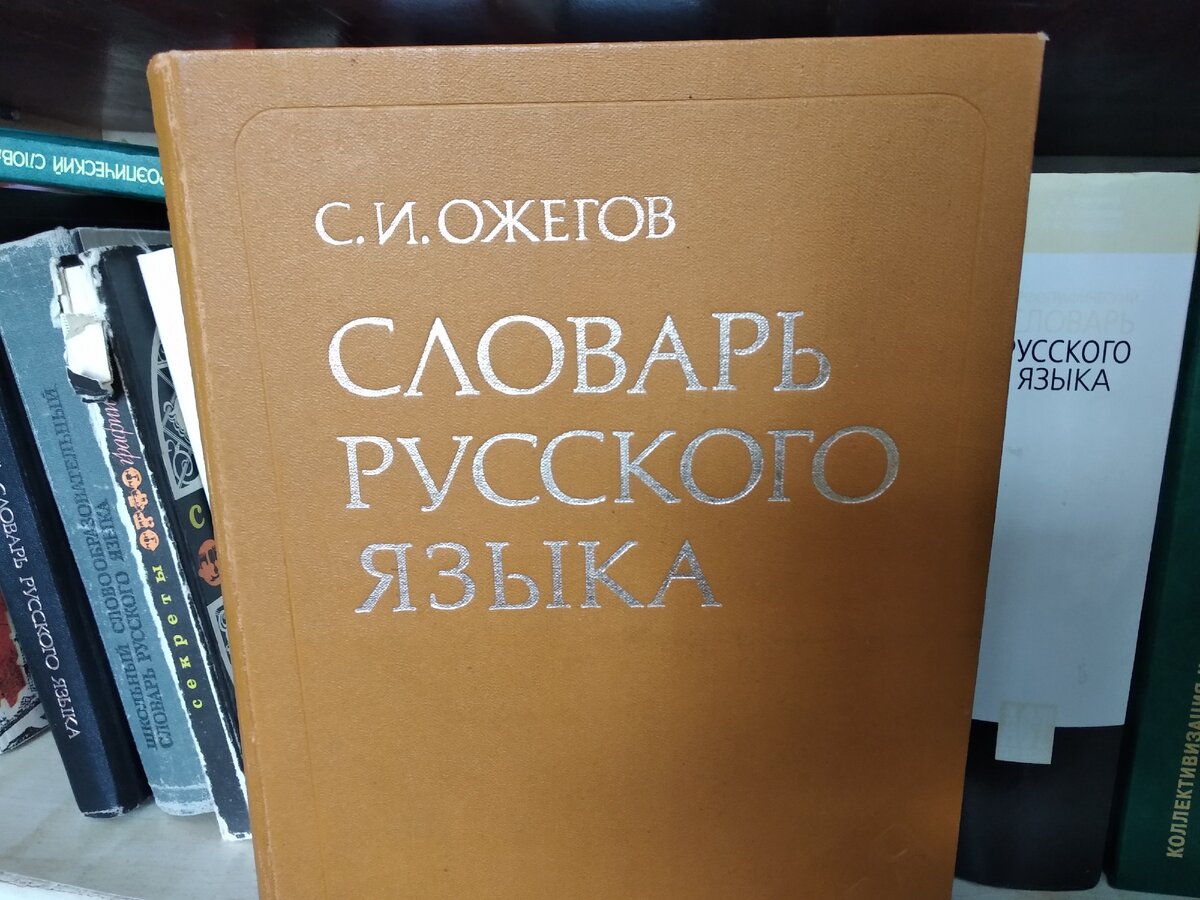 С.И.ОЖЕГОВ
СЛОВАРЬ
РУССКОГО
ЯЗЫКА
СЛОВАРЬ РУССКОГО ЯЗЫКА
ШКОЛЬНЫЙ СЛОВООБРАЗОВАТЕЛЬНЫЙ
СЛОВАРЬ РУССКОГО ЯЗЫКА
секреты
С
СЛОВАРЬ
РУССКОГО
ЯЗЫКА
КОЛЛЕКТИВИЗАЦИЯ